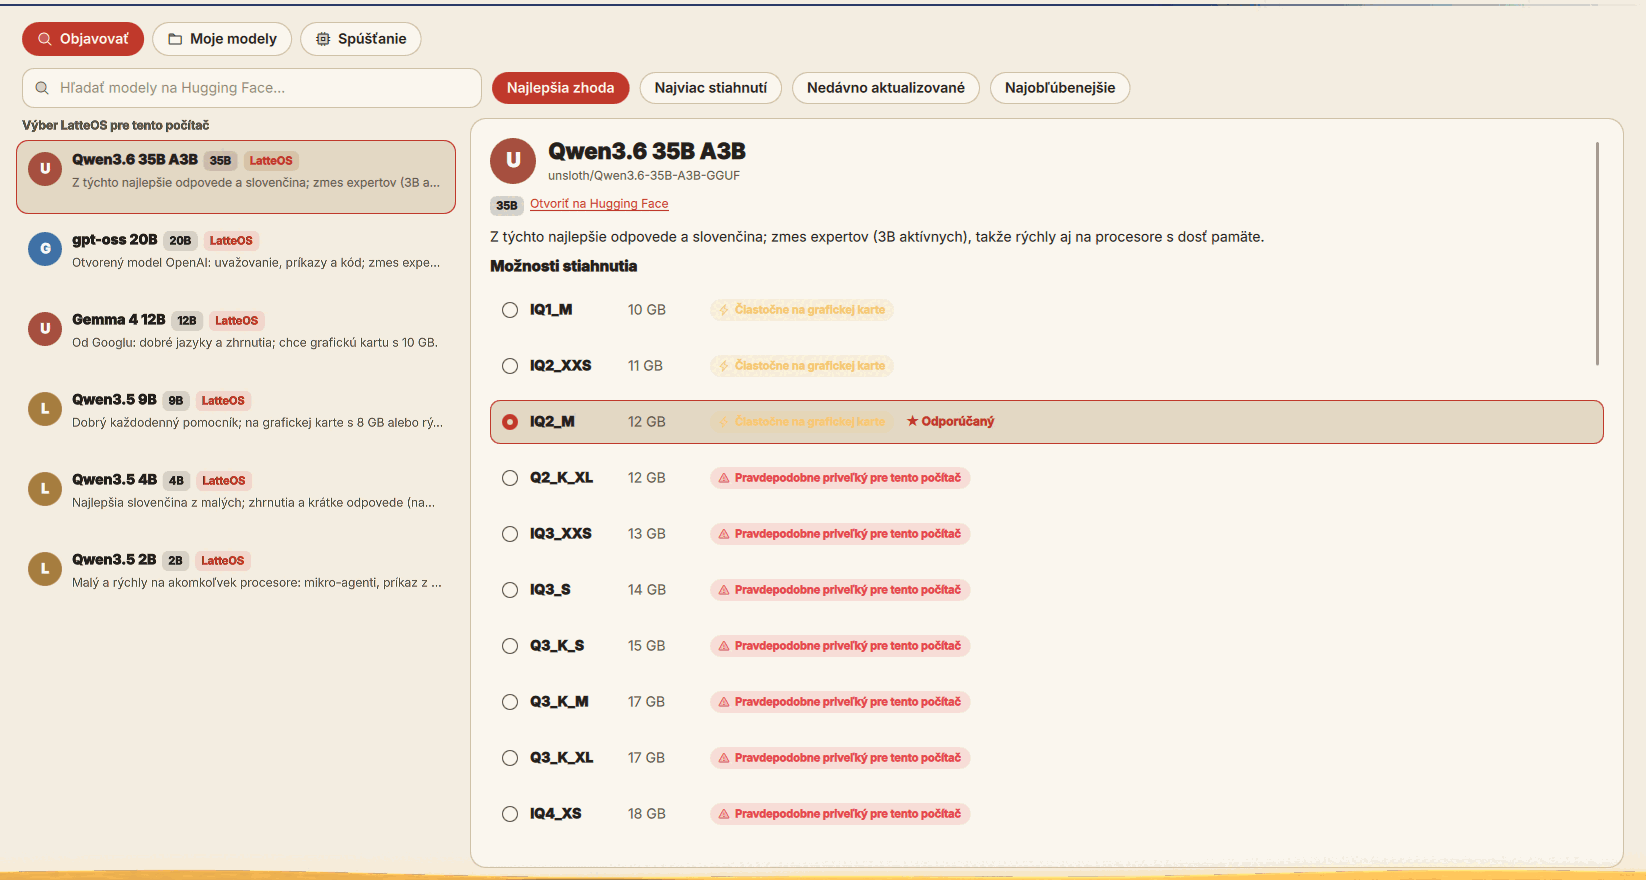 Objavovať
Moje modely
Spúšťanie
Hľadať modely na Hugging Face...
Najlepšia zhoda
Najviac stiahnutí
Nedávno aktualizované
Najobľúbenejšie
Výber LatteOS pre tento počítač
U
Qwen3.6 35B A3B 35B LatteOS
Z týchto najlepšie odpovede a slovenčina; zmes expertov (3B a...
G
gpt-oss 20B 20B LatteOS
Otvorený model OpenAI: uvažovanie, príkazy a kód; zmes expe...
U
Gemma 4 12B 12B LatteOS
Od Googlu: dobré jazyky a zhrnutia; chce grafickú kartu s 10 GB.
L
Qwen3.5 9B 9B LatteOS
Dobrý každodenný pomocník; na grafickej karte s 8 GB alebo rý...
L
Qwen3.5 4B 4B LatteOS
Najlepšia slovenčina z malých; zhrnutia a krátke odpovede (na...
L
Qwen3.5 2B 2B LatteOS
Malý a rýchly na akomkoľvek procesore: mikro-agenti, príkaz z ...
U
Qwen3.6 35B A3B
unsloth/Qwen3.6-35B-A3B-GGUF
35B Otvoriť na Hugging Face
Z týchto najlepšie odpovede a slovenčina; zmes expertov (3B aktívnych), takže rýchly aj na procesore s dosť pamäte.
Možnosti stiahnutia
IQ1_M 10 GB Čiastočne na grafickej karte
IQ2_XXS 11 GB Čiastočne na grafickej karte
IQ2_M 12 GB Čiastočne na grafickej karte ★ Odporúčaný
Q2_K_XL 12 GB Pravdepodobne priveľký pre tento počítač
IQ3_XXS 13 GB Pravdepodobne priveľký pre tento počítač
IQ3_S 14 GB Pravdepodobne priveľký pre tento počítač
Q3_K_S 15 GB Pravdepodobne priveľký pre tento počítač
Q3_K_M 17 GB Pravdepodobne priveľký pre tento počítač
Q3_K_XL 17 GB Pravdepodobne priveľký pre tento počítač
IQ4_XS 18 GB Pravdepodobne priveľký pre tento počítač